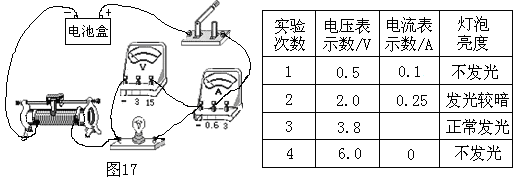 - +
电池盒
V
- 3 15
A
- 0.6 3
图17
实验次数 电压表示数/V 电流表示数/A 灯泡亮度
1 0.5 0.1 不发光
2 2.0 0.25 发光较暗
3 3.8 正常发光
4 6.0 0 不发光